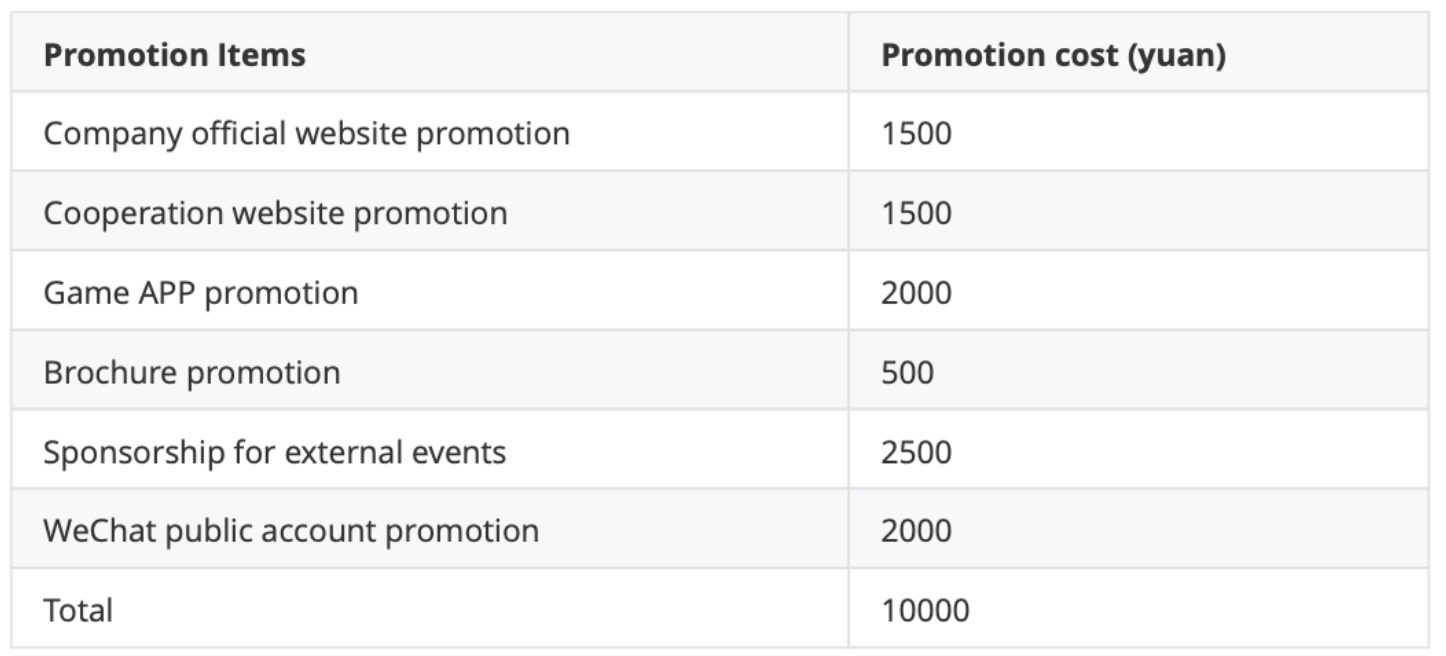 Promotion Items Promotion cost (yuan)
Company official website promotion 1500
Cooperation website promotion 1500
Game APP promotion 2000
Brochure promotion 500
Sponsorship for external events 2500
WeChat public account promotion 2000
Total 10000